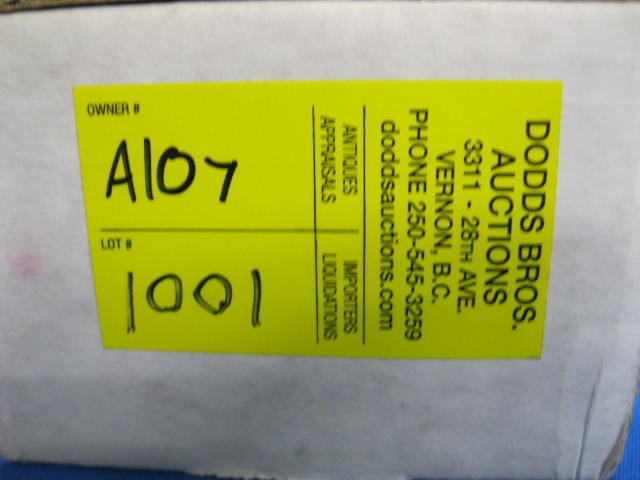 DODDS BROS.
AUCTIONS
3311 - 28TH AVE.
VERNON, B.C.
PHONE 250-545-3259
doddsauctions.com
ANTIQUES
APPRAISALS
IMPORTERS
LIQUIDATIONS
OWNER #
A107
LOT #
1001